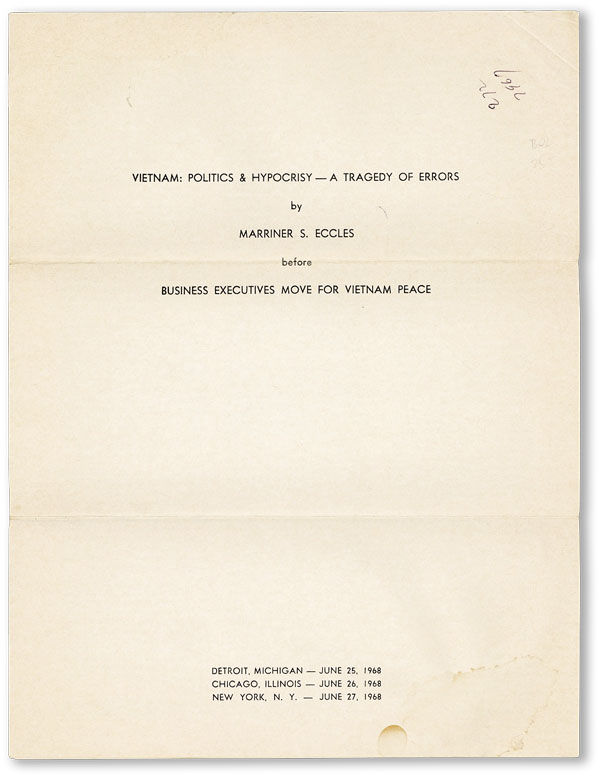 VIETNAM: POLITICS & HYPOCRISY — A TRAGEDY OF ERRORS
by
MARRINER S. ECCLES
before
BUSINESS EXECUTIVES MOVE FOR VIETNAM PEACE
DETROIT, MICHIGAN — JUNE 25, 1968
CHICAGO, ILLINOIS — JUNE 26, 1968
NEW YORK, N. Y. — JUNE 27, 1968